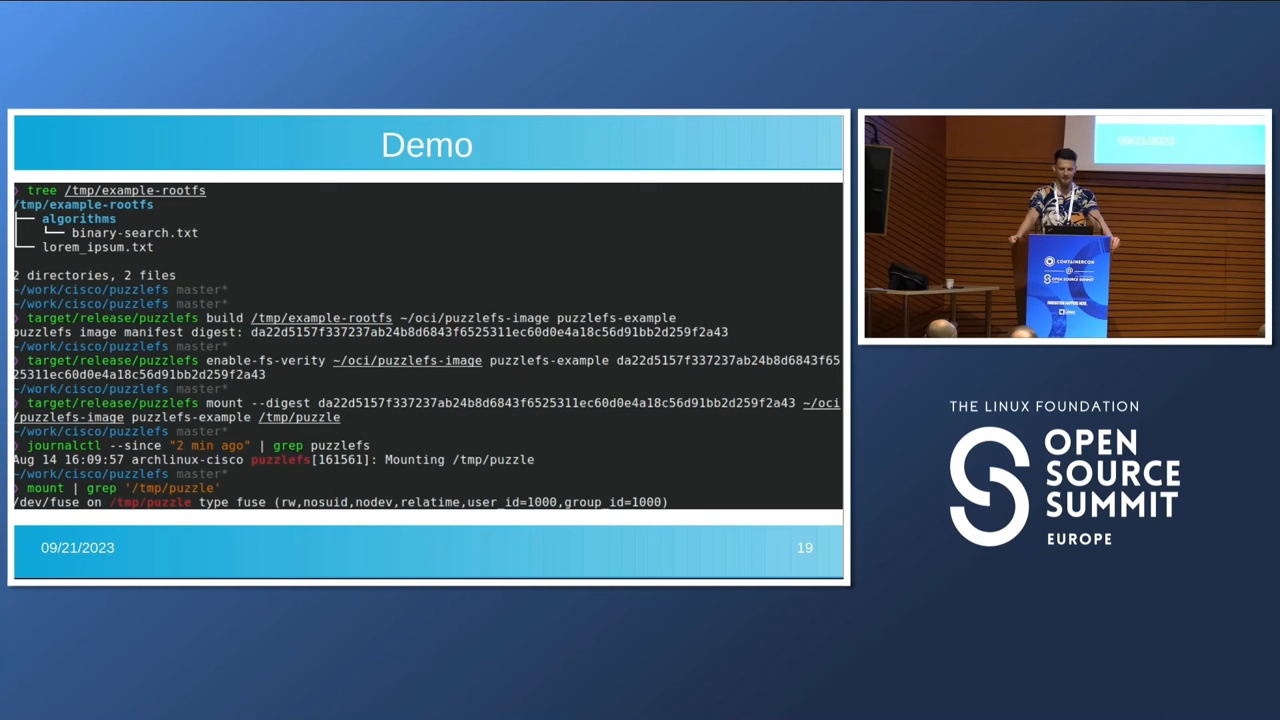 Demo
❯ tree /tmp/example-rootfs
/tmp/example-rootfs
├── algorithms
│   └── binary-search.txt
└── lorem_ipsum.txt
2 directories, 2 files
~/work/cisco/puzzlefs master*
~/work/cisco/puzzlefs master*
❯ target/release/puzzlefs build /tmp/example-rootfs ~/oci/puzzlefs-image puzzlefs-example
puzzlefs image manifest digest: da22d5157f337237ab24b8d6843f6525311ec60d0e4a18c56d91bb2d259f2a43
~/work/cisco/puzzlefs master*
❯ target/release/puzzlefs enable-fs-verity ~/oci/puzzlefs-image puzzlefs-example da22d5157f337237ab24b8d6843f65
25311ec60d0e4a18c56d91bb2d259f2a43
~/work/cisco/puzzlefs master*
❯ target/release/puzzlefs mount --digest da22d5157f337237ab24b8d6843f6525311ec60d0e4a18c56d91bb2d259f2a43 ~/oci
/puzzlefs-image puzzlefs-example /tmp/puzzle
~/work/cisco/puzzlefs master*
❯ journalctl --since "2 min ago" | grep puzzlefs
Aug 14 16:09:57 archlinux-cisco puzzlefs[161561]: Mounting /tmp/puzzle
~/work/cisco/puzzlefs master*
❯ mount | grep '/tmp/puzzle'
/dev/fuse on /tmp/puzzle type fuse (rw,nosuid,nodev,relatime,user_id=1000,group_id=1000)
09/21/2023
19
09/21/2023
CONTAINERCON
@
OPEN SOURCE SUMMIT
THE LINUX FOUNDATION
OPEN
SOURCE
SUMMIT
EUROPE